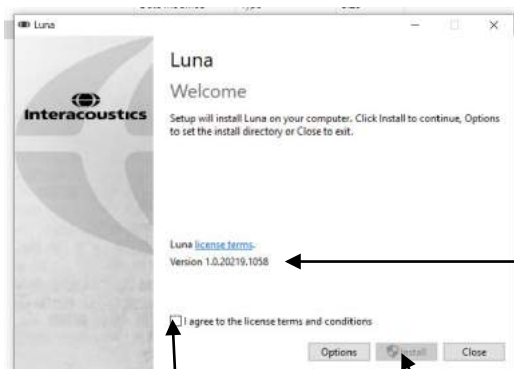 Luna
Interacoustics
Luna
Welcome
Setup will install Luna on your computer. Click Install to continue, Options
to set the install directory or Close to exit.
Luna license terms.
Version 1.0.20219.1058
I agree to the license terms and conditions
Options
Install
Close